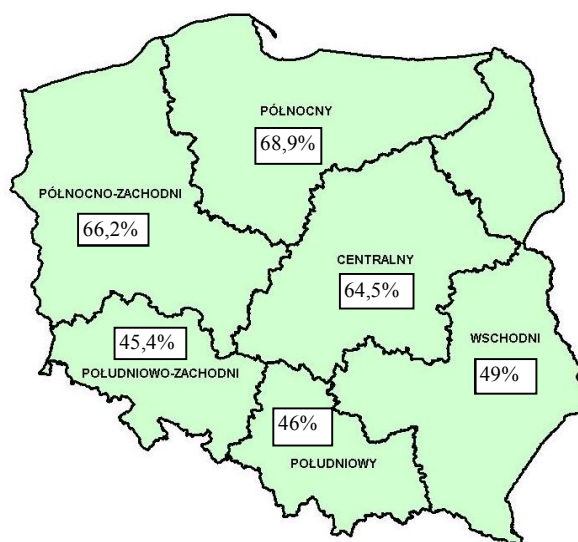 PÓŁNOCNY
68,9%
PÓŁNOCNO-ZACHODNI
66,2%
CENTRALNY
64,5%
45,4%
POŁUDNIOWO-ZACHODNI
WSCHODNI
49%
46%
POŁUDNIOWY